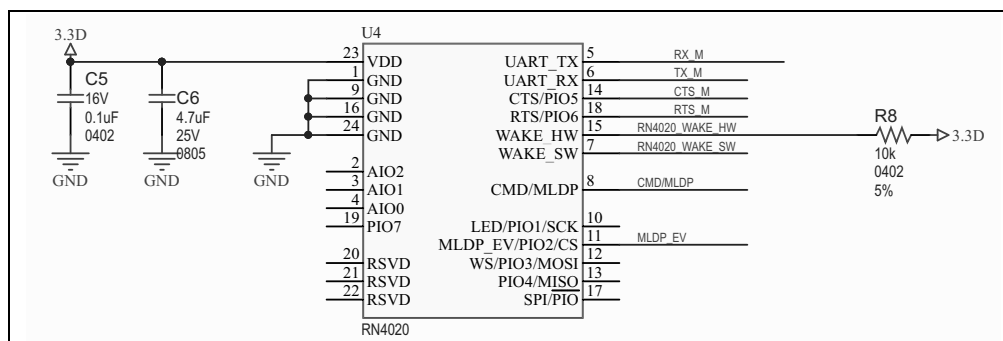 3.3D
U4
C5
16V
0.1uF
0402
GND
C6
4.7uF
25V
0805
GND
GND
23 VDD
1 GND
9 GND
16 GND
24 GND
2 AIO2
3 AIO1
4 AIO0
19 PIO7
20 RSVD
21 RSVD
22 RSVD
UART_TX 5 RX_M
UART_RX 6 TX_M
CTS/PIO5 14 CTS_M
RTS/PIO6 18 RTS_M
WAKE_HW 15 RN4020_WAKE_HW
WAKE_SW 7 RN4020_WAKE_SW
CMD/MLDP 8 CMD/MLDP
LED/PIO1/SCK 10
MLDP_EV/PIO2/CS 11 MLDP_EV
WS/PIO3/MOSI 12
PIO4/MISO 13
SPI/PIO 17
RN4020
R8
10k
0402
5%
3.3D